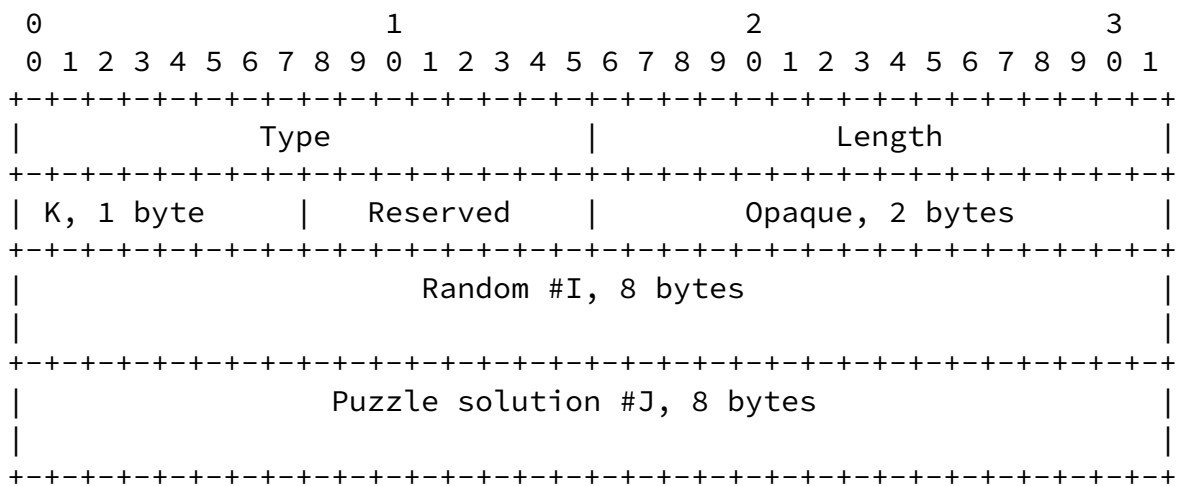 0                   1                   2                   3
 0 1 2 3 4 5 6 7 8 9 0 1 2 3 4 5 6 7 8 9 0 1 2 3 4 5 6 7 8 9 0 1
+-+-+-+-+-+-+-+-+-+-+-+-+-+-+-+-+-+-+-+-+-+-+-+-+-+-+-+-+-+-+-+-+
|             Type              |             Length            |
+-+-+-+-+-+-+-+-+-+-+-+-+-+-+-+-+-+-+-+-+-+-+-+-+-+-+-+-+-+-+-+-+
| K, 1 byte     |   Reserved    |        Opaque, 2 bytes        |
+-+-+-+-+-+-+-+-+-+-+-+-+-+-+-+-+-+-+-+-+-+-+-+-+-+-+-+-+-+-+-+-+
|                      Random #I, 8 bytes                       |
|                                                               |
+-+-+-+-+-+-+-+-+-+-+-+-+-+-+-+-+-+-+-+-+-+-+-+-+-+-+-+-+-+-+-+-+
|                 Puzzle solution #J, 8 bytes                   |
|                                                               |
+-+-+-+-+-+-+-+-+-+-+-+-+-+-+-+-+-+-+-+-+-+-+-+-+-+-+-+-+-+-+-+-+